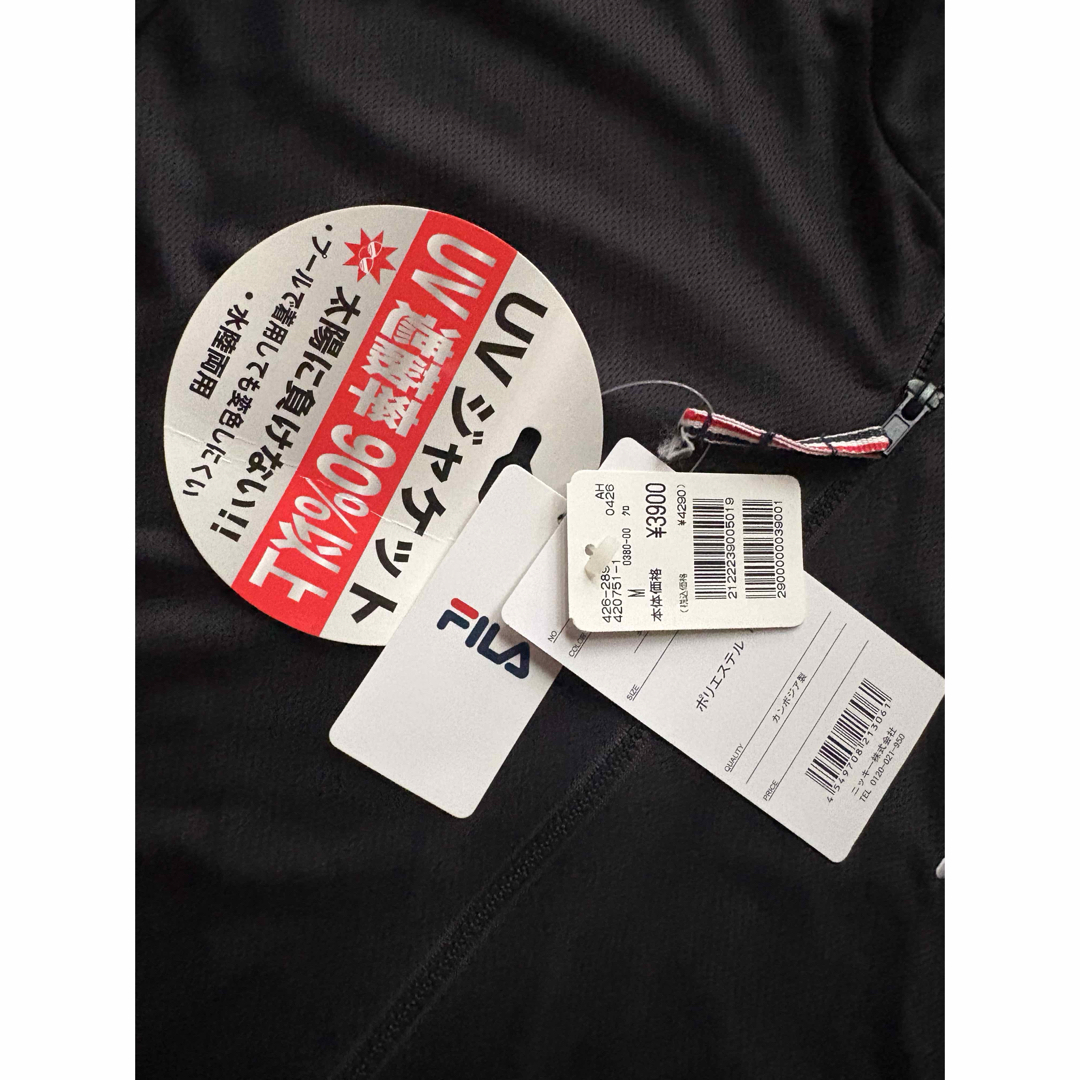 UVジャケット
UV遮蔽率90%以上
太陽に負けない!!
・プールで着用しても変色しにくい
・水陸両用
FILA
AH
0426
426-289
0380-00 クロ
420751-1
M
本体価格 ¥3900
(税込価格 ¥4290)
2122239005019
2900000039001
NO
COLOR
SIZE
ポリエステル
QUALITY
カンボジア製
PRICE
4549708213061
ニッキー株式会社
TEL 0120-021-950